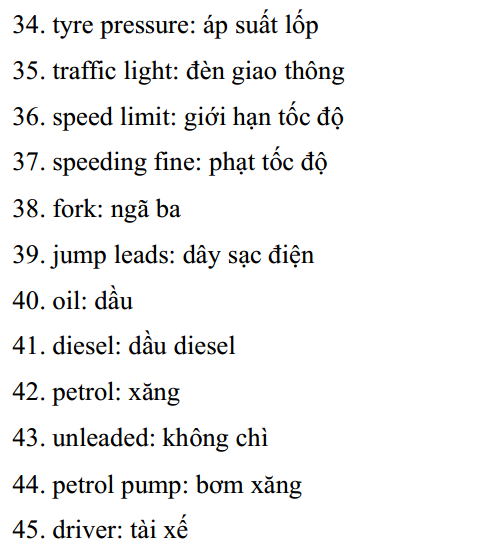 34. tyre pressure: áp suất lốp
35. traffic light: đèn giao thông
36. speed limit: giới hạn tốc độ
37. speeding fine: phạt tốc độ
38. fork: ngã ba
39. jump leads: dây sạc điện
40. oil: dầu
41. diesel: dầu diesel
42. petrol: xăng
43. unleaded: không chì
44. petrol pump: bơm xăng
45. driver: tài xế